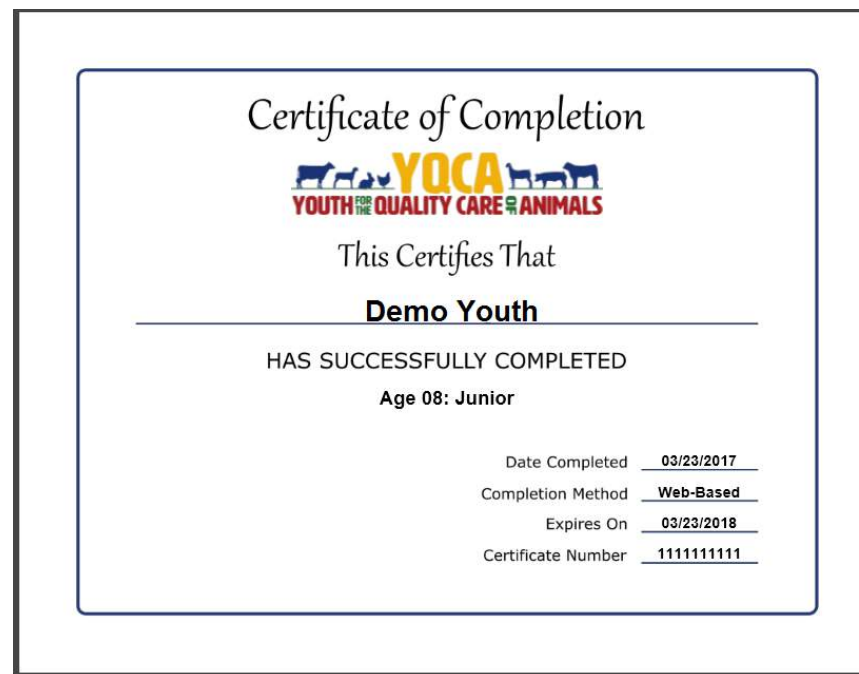 Certificate of Completion
YQCA
YOUTH FOR THE QUALITY CARE OF ANIMALS
This Certifies That
Demo Youth
HAS SUCCESSFULLY COMPLETED
Age 08: Junior
Date Completed 03/23/2017
Completion Method Web-Based
Expires On 03/23/2018
Certificate Number 1111111111